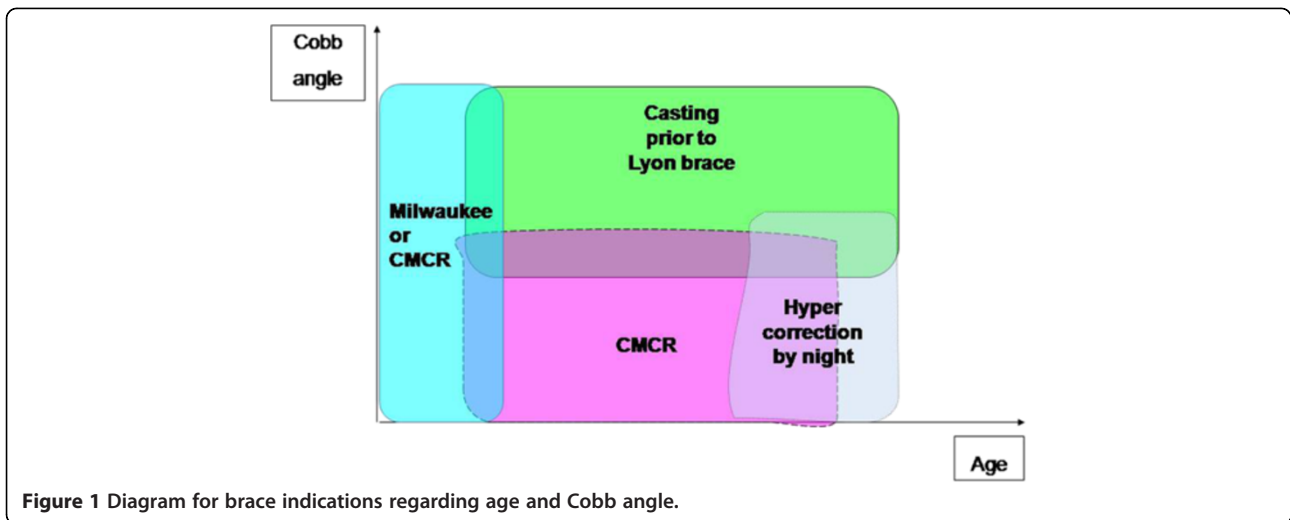 Cobb
angle
Casting
prior to
Lyon brace
Milwaukee
or
CMCR
Hyper
correction
by night
CMCR
Age
Figure 1 Diagram for brace indications regarding age and Cobb angle.